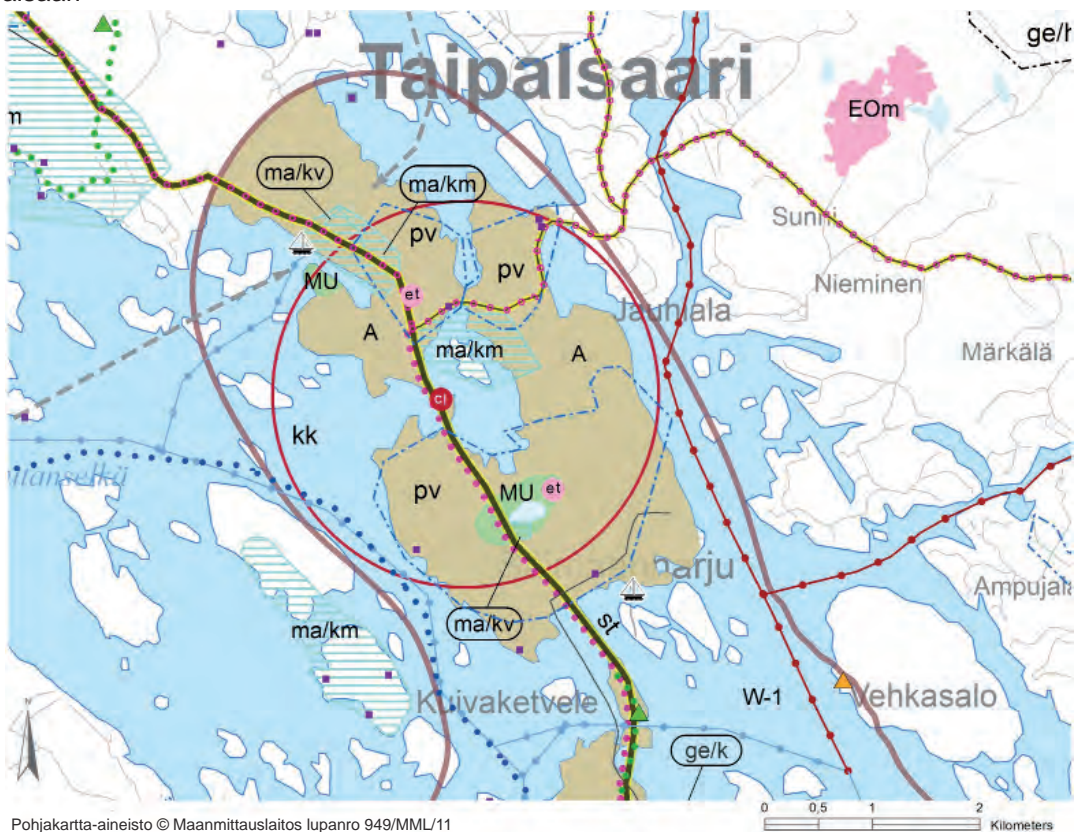 Taipalsaari
ge/h
EOm
m
ma/kv
ma/km
pv
pv
Sunni
Nieminen
MU
et
Jauhiala
A
ma/km
A
Märkälä
c
kk
pv
MU
et
Ampujala
ma/km
ma/kv
st
Kuivaketvele
W-1
Vehkasalo
ge/k
N
0 0,5 1 2
Kilometers
Pohjakartta-aineisto © Maanmittauslaitos lupanro 949/MML/11